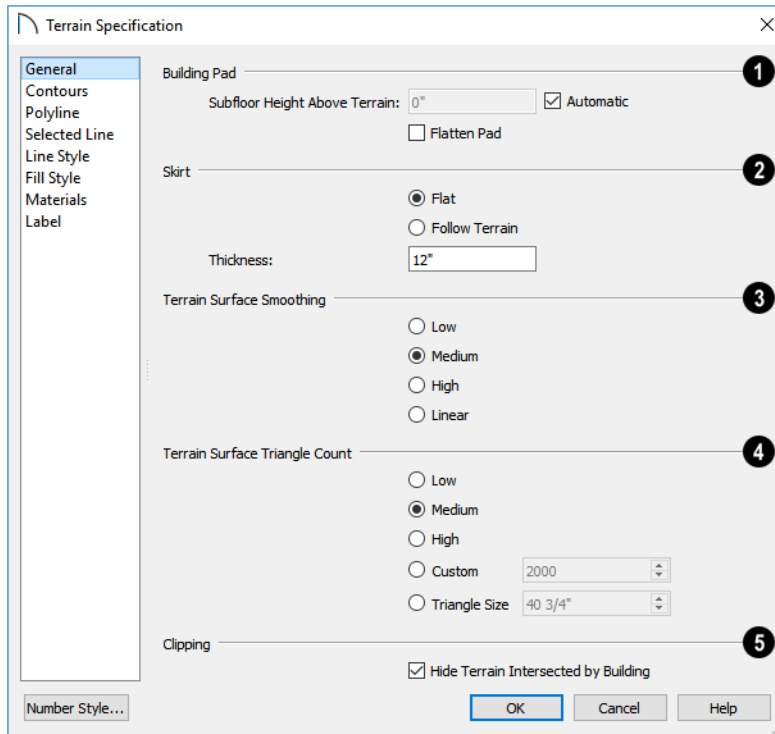 Terrain Specification
General
Contours
Polyline
Selected Line
Line Style
Fill Style
Materials
Label
Building Pad 1
Subfloor Height Above Terrain: 0" Automatic
Flatten Pad
Skirt 2
Flat
Follow Terrain
Thickness: 12"
Terrain Surface Smoothing 3
Low
Medium
High
Linear
Terrain Surface Triangle Count 4
Low
Medium
High
Custom 2000
Triangle Size 40 3/4"
Clipping 5
Hide Terrain Intersected by Building
Number Style... OK Cancel Help